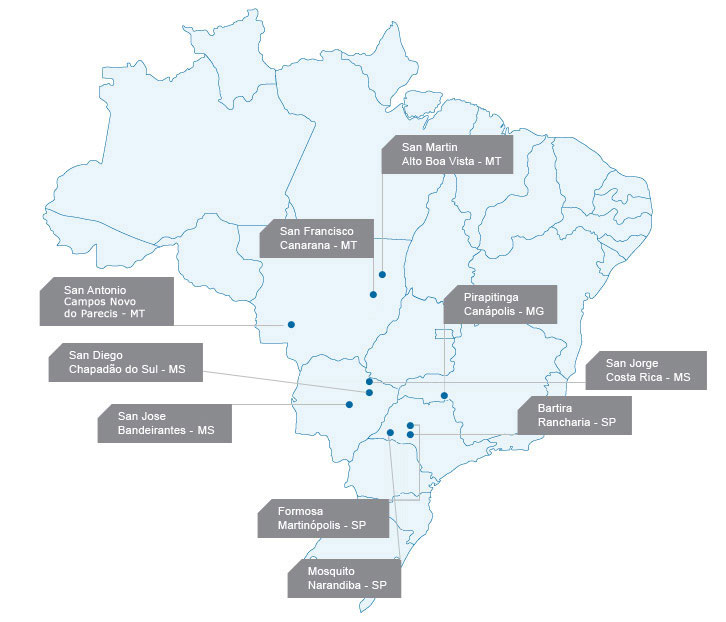 San Martin
Alto Boa Vista - MT
San Francisco
Canarana - MT
San Antonio
Campos Novo
do Parecis - MT
Pirapitinga
Canápolis - MG
San Diego
Chapadão do Sul - MS
San Jorge
Costa Rica - MS
San Jose
Bandeirantes - MS
Bartira
Rancharia - SP
Formosa
Martinópolis - SP
Mosquito
Narandiba - SP